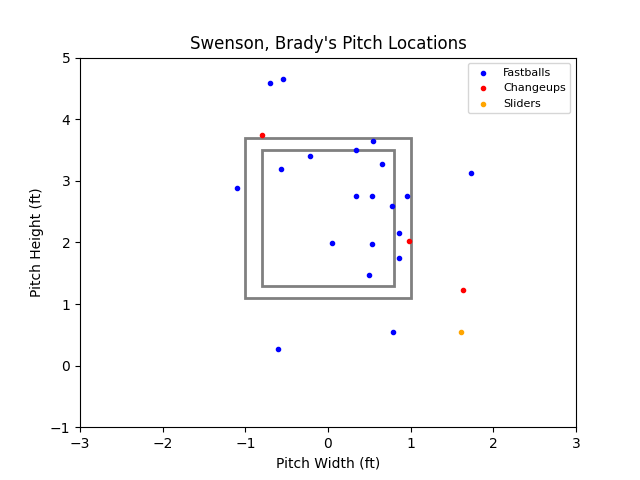 Swenson, Brady's Pitch Locations
Fastballs
Changeups
Sliders
Pitch Height (ft)
5
4
3
2
1
0
−1
−3
−2
−1
0
1
2
3
Pitch Width (ft)